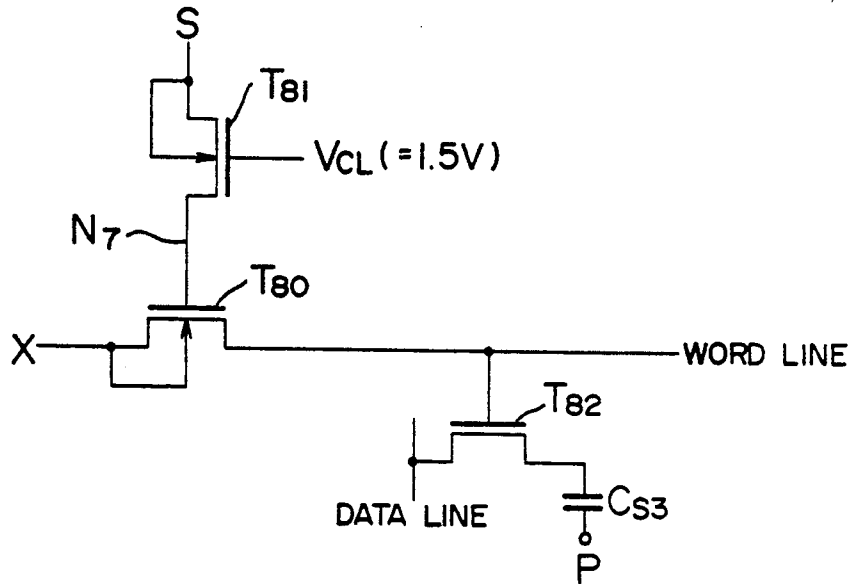 S
T81
VCL (=1.5V)
N7
T80
X
WORD LINE
T82
DATA LINE
CS3
P